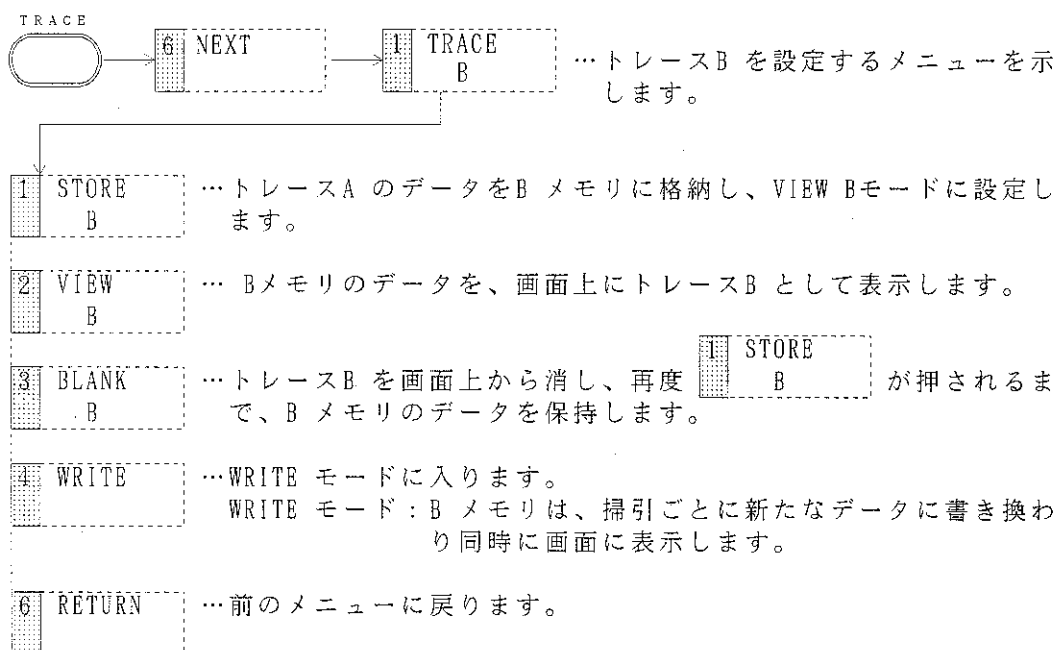 TRACE
6 NEXT
1 TRACE
B
…トレースB を設定するメニューを示
します。
1 STORE
B
…トレースA のデータをB メモリに格納し、VIEW Bモードに設定し
ます。
2 VIEW
B
… Bメモリのデータを、画面上にトレースB として表示します。
3 BLANK
B
…トレースB を画面上から消し、再度
1 STORE
B
が押されるま
で、B メモリのデータを保持します。
4 WRITE
…WRITE モードに入ります。
WRITE モード：B メモリは、掃引ごとに新たなデータに書き換わ
り同時に画面に表示します。
6 RETURN
…前のメニューに戻ります。